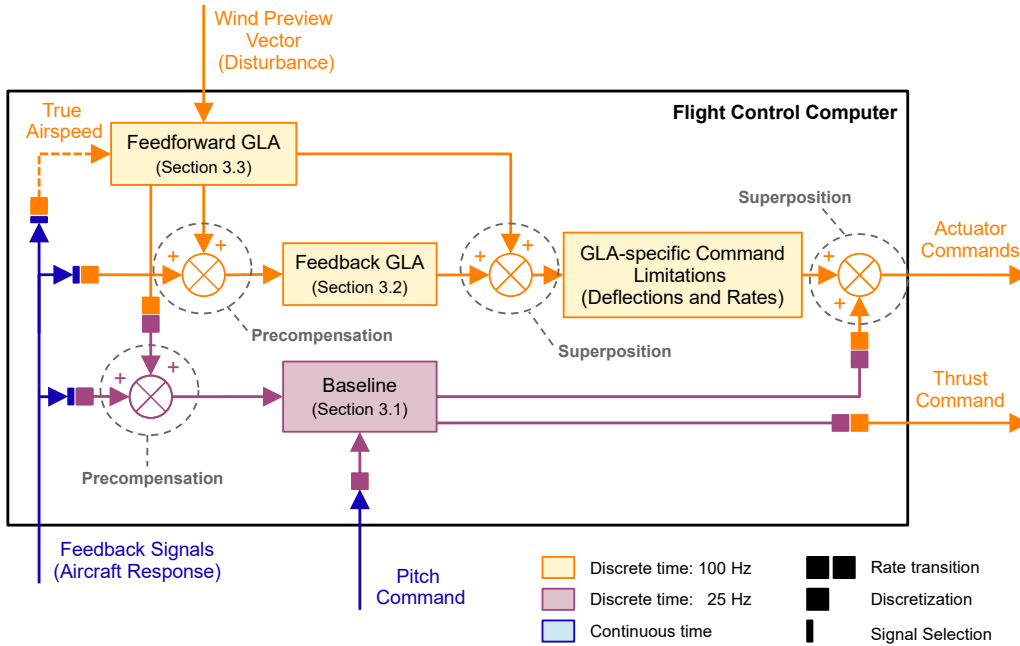 Wind Preview
Vector
(Disturbance)
Flight Control Computer
True
Airspeed
Feedforward GLA
(Section 3.3)
Superposition
Actuator
Commands
+
+
Feedback GLA
(Section 3.2)
+
+
GLA-specific Command
Limitations
(Deflections and Rates)
+
+
Precompensation
Superposition
+
+
Baseline
(Section 3.1)
Thrust
Command
Precompensation
Feedback Signals
(Aircraft Response)
Pitch
Command
Discrete time: 100 Hz
Rate transition
Discrete time: 25 Hz
Discretization
Continuous time
Signal Selection